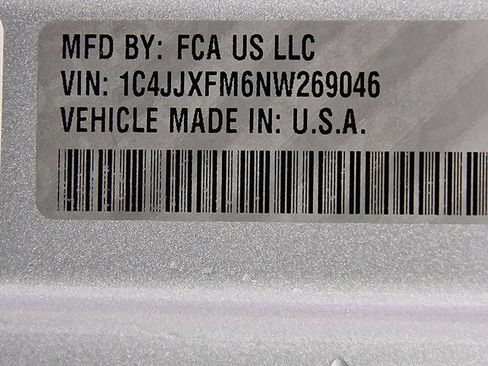 MFD BY: FCA US LLC
VIN: 1C4JJXFM6NW269046
VEHICLE MADE IN: U.S.A.